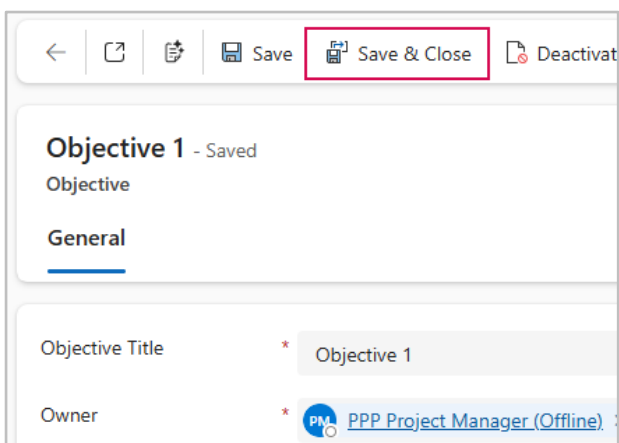 Save Save & Close Deactivat
Objective 1 - Saved
Objective
General
Objective Title * Objective 1
Owner * PM PPP Project Manager (Offline)